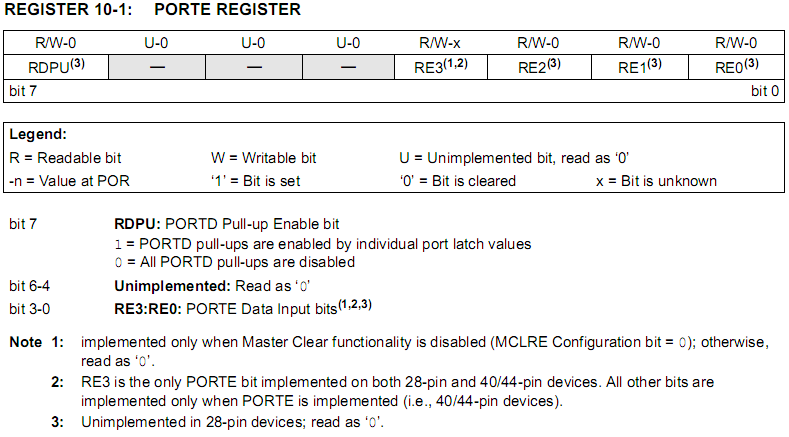 REGISTER 10-1: PORTE REGISTER
R/W-0 U-0 U-0 U-0 R/W-x R/W-0 R/W-0 R/W-0
RDPU(3) — — — RE3(1,2) RE2(3) RE1(3) RE0(3)
bit 7 bit 0
Legend:
R = Readable bit W = Writable bit U = Unimplemented bit, read as ‘0’
-n = Value at POR ‘1’ = Bit is set ‘0’ = Bit is cleared x = Bit is unknown
bit 7 RDPU: PORTD Pull-up Enable bit
1 = PORTD pull-ups are enabled by individual port latch values
0 = All PORTD pull-ups are disabled
bit 6-4 Unimplemented: Read as ‘0’
bit 3-0 RE3:RE0: PORTE Data Input bits(1,2,3)
Note 1: implemented only when Master Clear functionality is disabled (MCLRE Configuration bit = 0); otherwise,
read as ‘0’.
2: RE3 is the only PORTE bit implemented on both 28-pin and 40/44-pin devices. All other bits are
implemented only when PORTE is implemented (i.e., 40/44-pin devices).
3: Unimplemented in 28-pin devices; read as ‘0’.